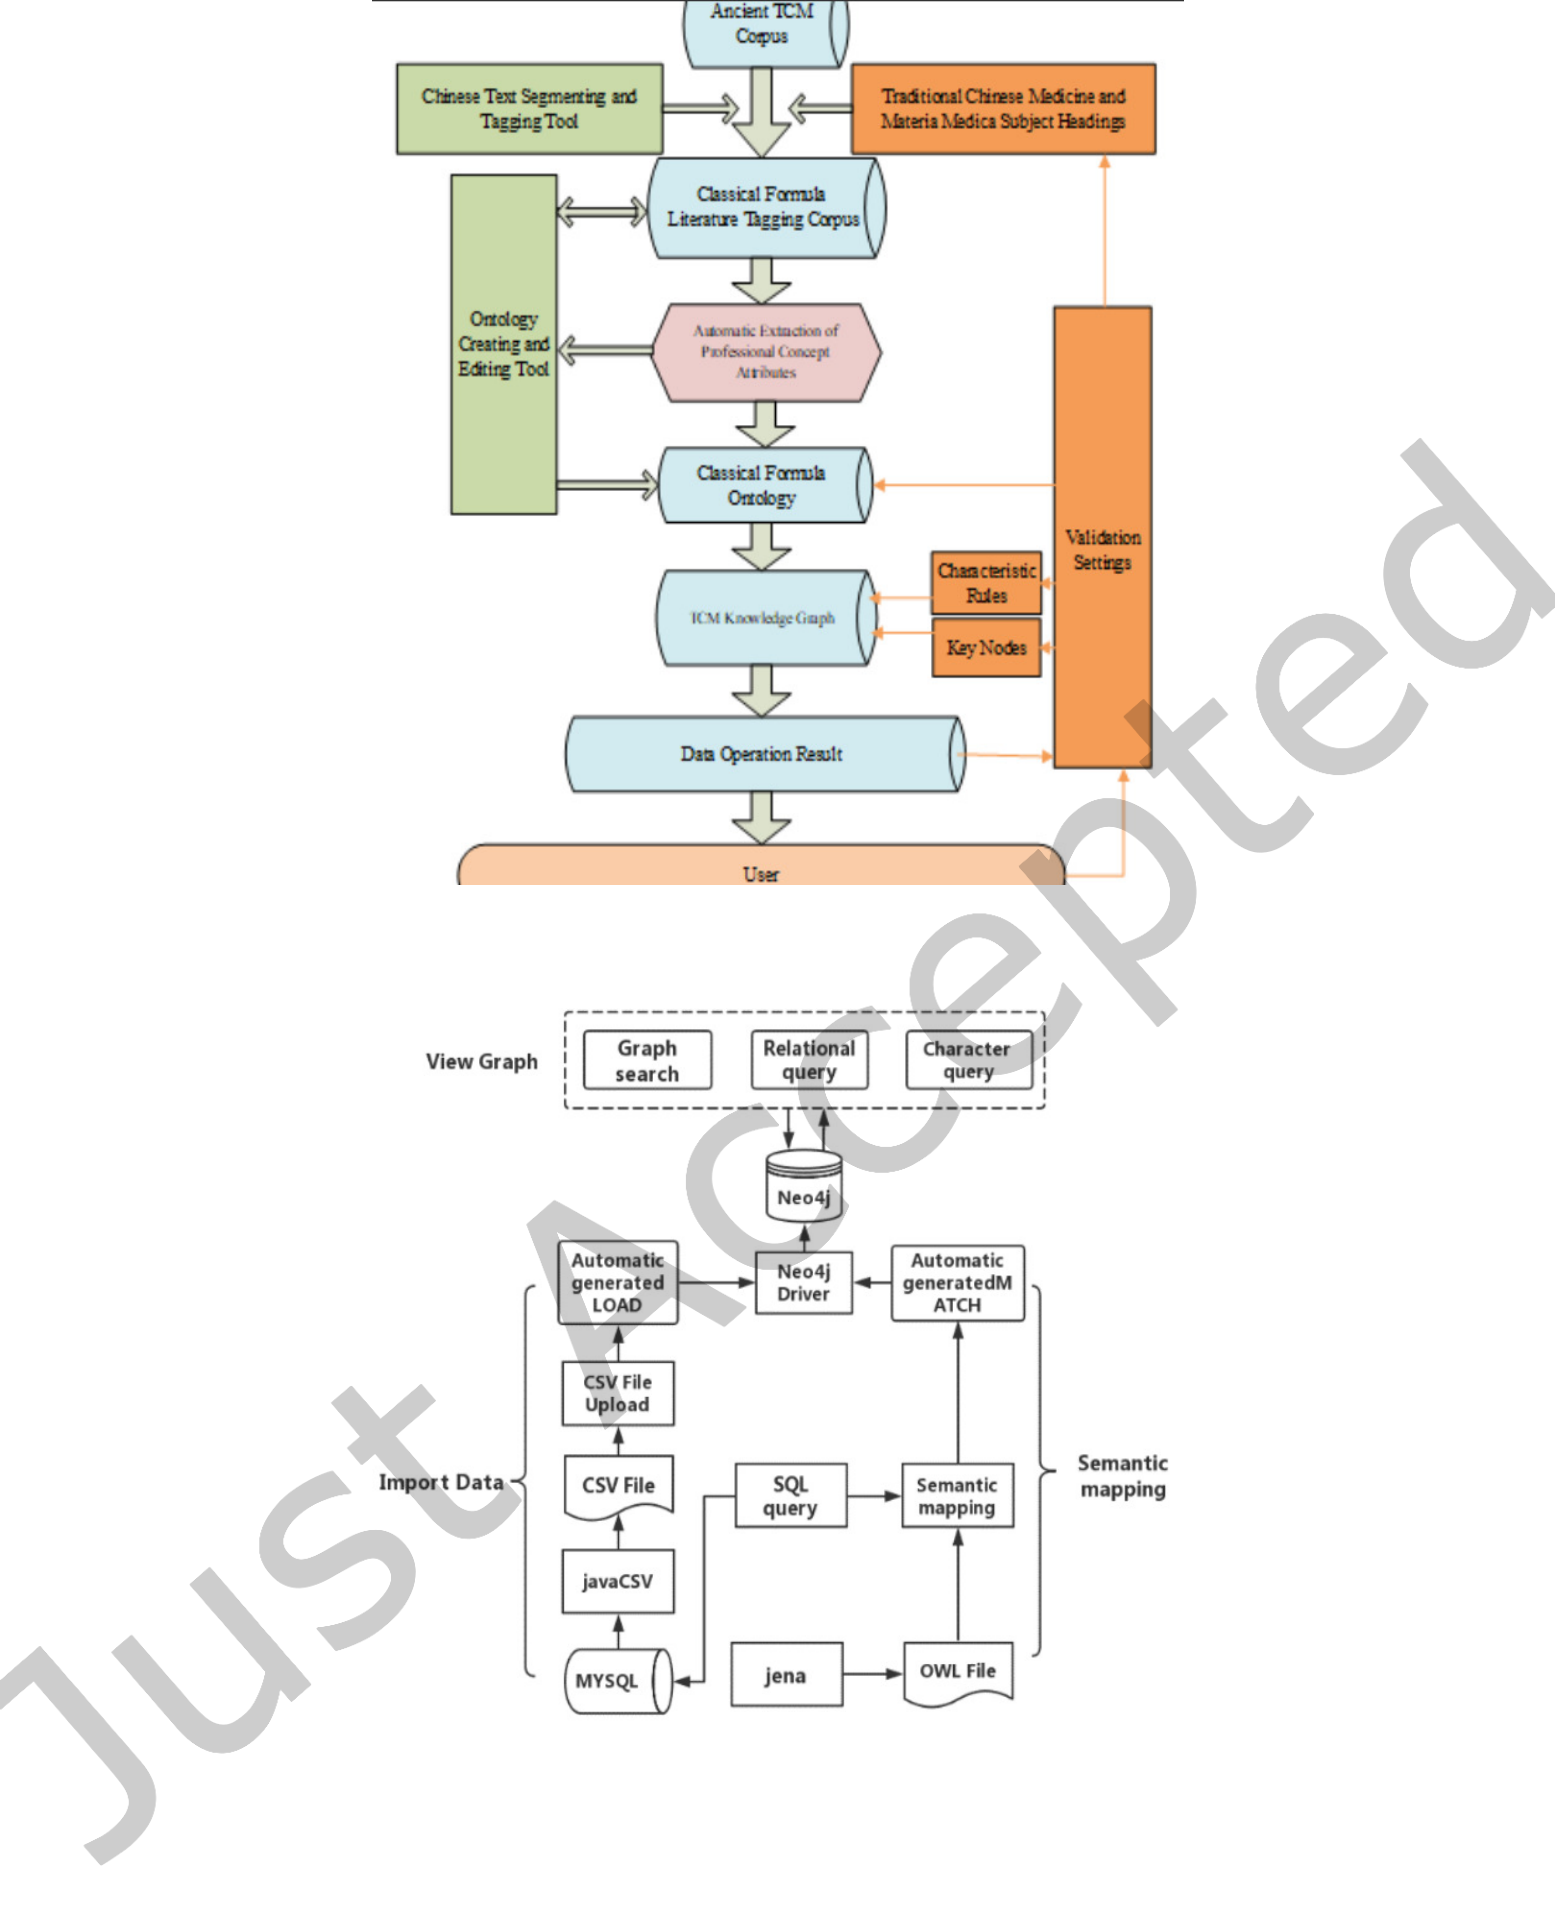 Ancient TCM
Corpus
Chinese Text Segmenting and
Tagging Tool
Traditional Chinese Medicine and
Materia Medica Subject Headings
Classical Formula
Literature Tagging Corpus
Ontology
Creating and
Editing Tool
Automatic Extraction of
Professional Concept
Attributes
Classical Formula
Ontology
Validation
Settings
Characteristic
Rules
TCM Knowledge Graph
Key Nodes
Data Operation Result
User
View Graph
Graph
search
Relational
query
Character
query
Neo4j
Automatic
generated
LOAD
Neo4j
Driver
Automatic
generatedM
ATCH
CSV File
Upload
Import Data
CSV File
SQL
query
Semantic
mapping
Semantic
mapping
javaCSV
MYSQL
jena
OWL File
Just Accepted